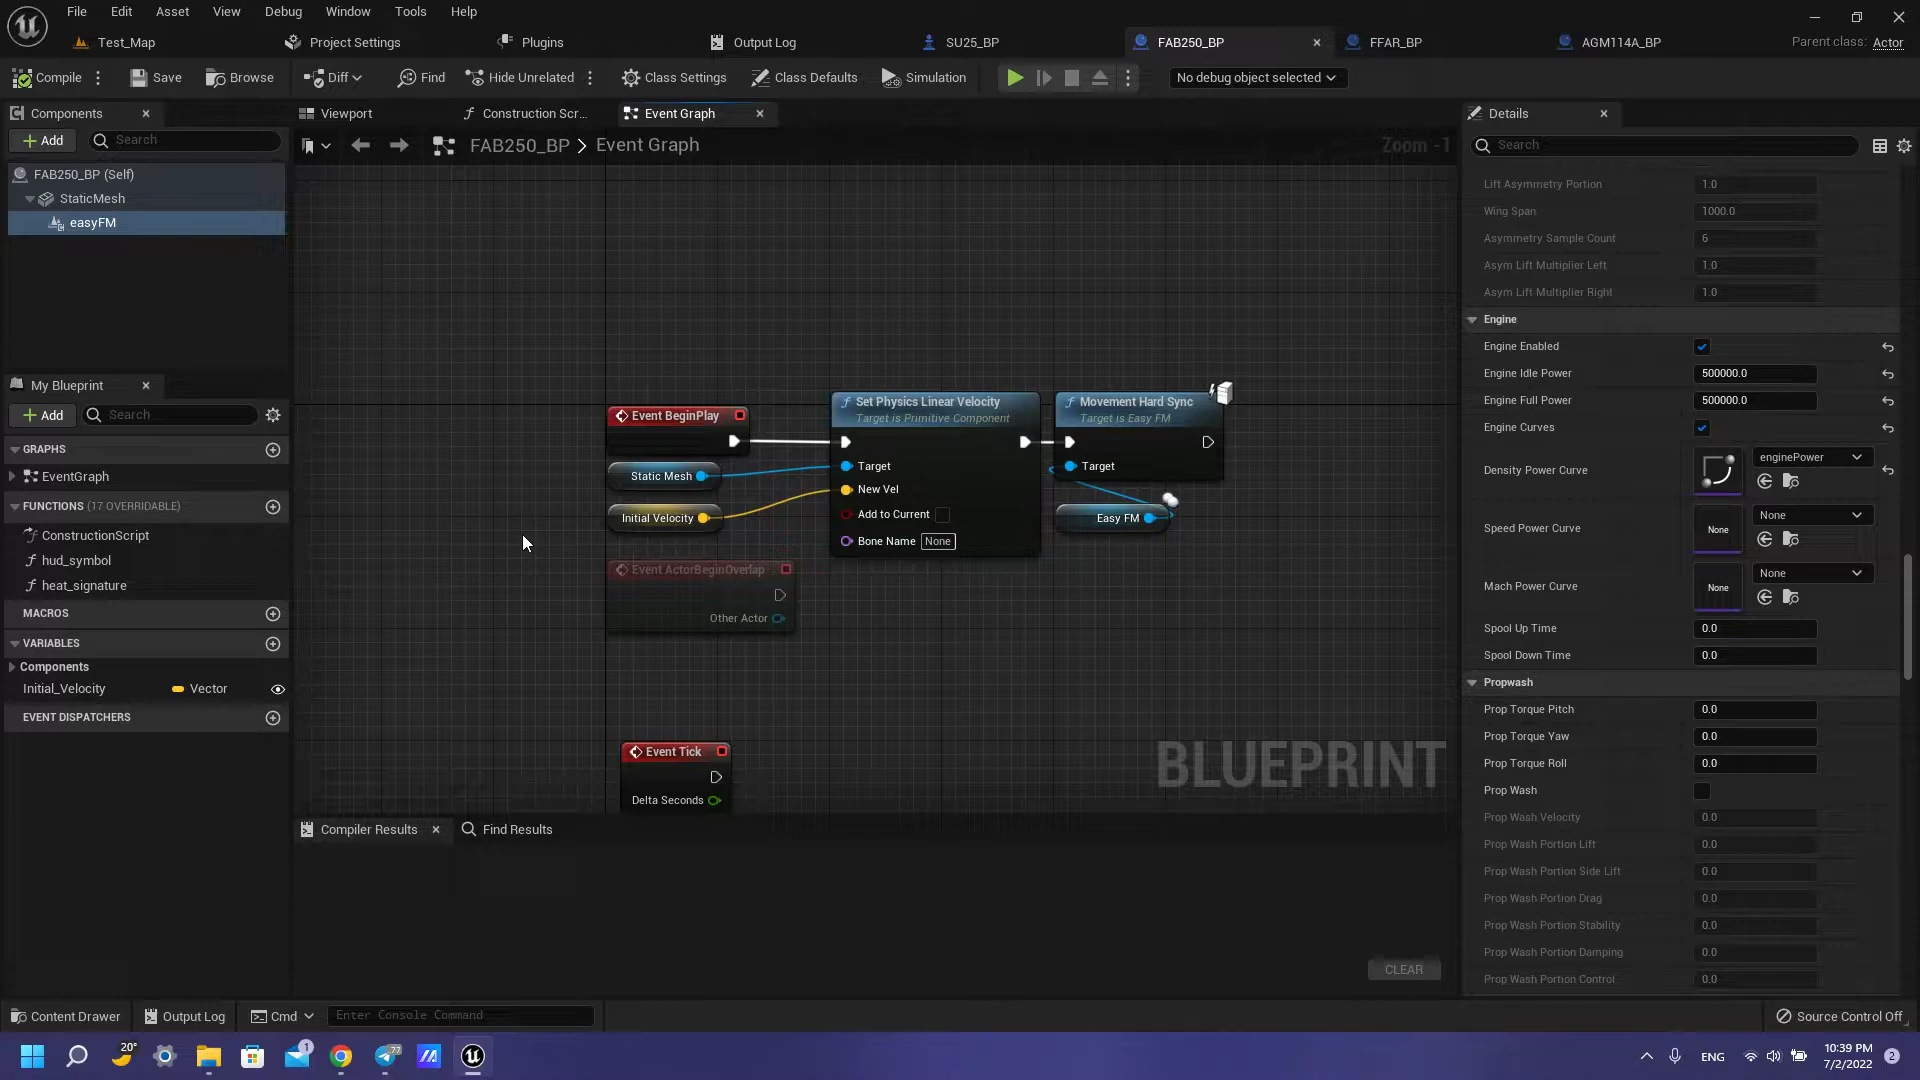 File Edit Asset View Debug Window Tools Help
Test_Map Project Settings Plugins Output Log SU25_BP FAB250_BP FFAR_BP AGM114A_BP Parent class: Actor
Compile Save Browse Diff Find Hide Unrelated Class Settings Class Defaults Simulation No debug object selected
Components Viewport Construction Scr... Event Graph Details
Add Search FAB250_BP Event Graph Zoom -1 Search
FAB250_BP (Self)
StaticMesh
easyFM
My Blueprint
Add Search
GRAPHS
EventGraph
FUNCTIONS (17 OVERRIDABLE)
ConstructionScript
hud_symbol
heat_signature
MACROS
VARIABLES
Components
Initial_Velocity Vector
EVENT DISPATCHERS
Event BeginPlay
Static Mesh
Initial Velocity
Set Physics Linear Velocity
Target is Primitive Component
Target
New Vel
Add to Current
Bone Name None
Movement Hard Sync
Target is Easy FM
Target
Easy FM
Event ActorBeginOverlap
Other Actor
Event Tick
Delta Seconds
BLUEPRINT
Compiler Results Find Results
CLEAR
Lift Asymmetry Portion 1.0
Wing Span 1000.0
Asymmetry Sample Count 6
Asym Lift Multiplier Left 1.0
Asym Lift Multiplier Right 1.0
Engine
Engine Enabled
Engine Idle Power 500000.0
Engine Full Power 500000.0
Engine Curves
Density Power Curve enginePower
Speed Power Curve None None
Mach Power Curve None None
Spool Up Time 0.0
Spool Down Time 0.0
Propwash
Prop Torque Pitch 0.0
Prop Torque Yaw 0.0
Prop Torque Roll 0.0
Prop Wash
Prop Wash Velocity 0.0
Prop Wash Portion Lift 0.0
Prop Wash Portion Side Lift 0.0
Prop Wash Portion Drag 0.0
Prop Wash Portion Stability 0.0
Prop Wash Portion Damping 0.0
Prop Wash Portion Control 0.0
Content Drawer Output Log Cmd Enter Console Command Source Control Off
20° 1 77 ENG 10:39 PM
7/2/2022 2